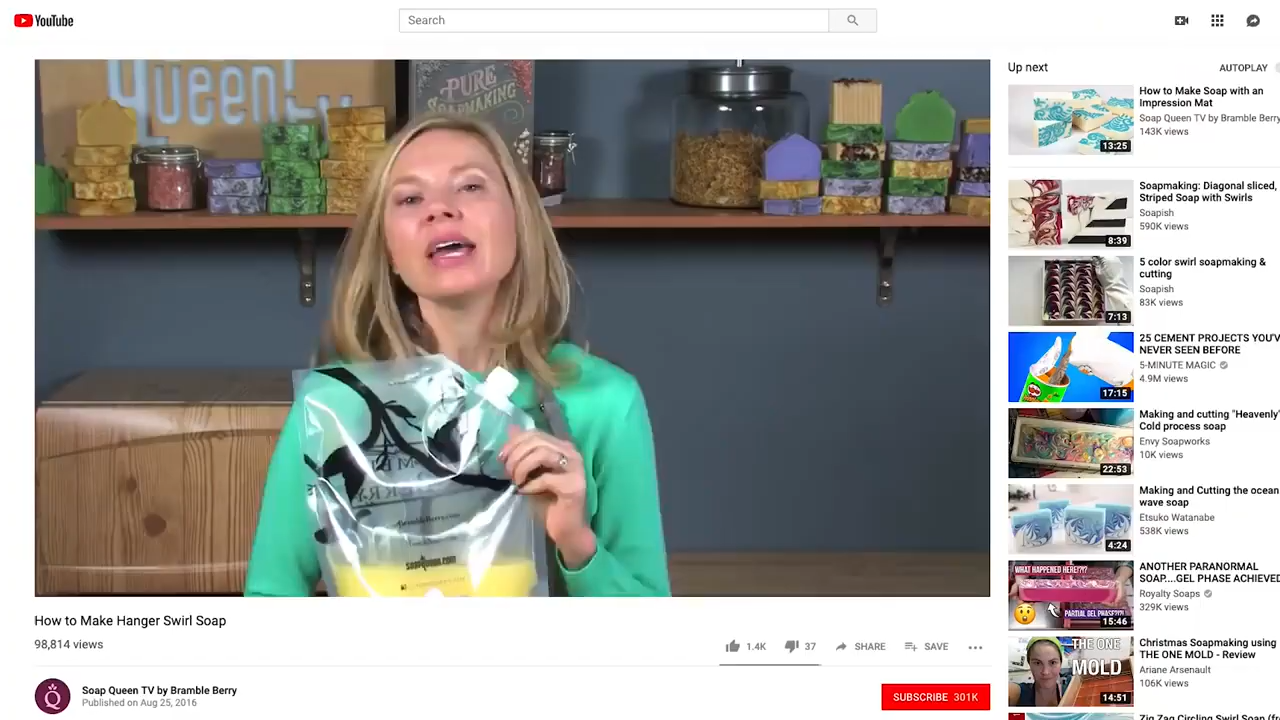 YouTube
Search
Queen
PURE
SOAPMAKING
BrambleBerry.com
How to Make Hanger Swirl Soap
98,814 views
1.4K
37
SHARE
SAVE
Soap Queen TV by Bramble Berry
Published on Aug 25, 2016
SUBSCRIBE 301K
Up next
AUTOPLAY
How to Make Soap with an
Impression Mat
Soap Queen TV by Bramble Berry
143K views
13:25
Soapmaking: Diagonal sliced,
Striped Soap with Swirls
Soapish
590K views
8:39
5 color swirl soapmaking &
cutting
Soapish
83K views
7:13
25 CEMENT PROJECTS YOU'V
NEVER SEEN BEFORE
5-MINUTE MAGIC
4.9M views
17:15
Making and cutting "Heavenly"
Cold process soap
Envy Soapworks
10K views
22:53
Making and Cutting the ocean
wave soap
Etsuko Watanabe
538K views
4:24
WHAT HAPPENED HERE!?!?
PARTIAL GEL PHASE!?!?
ANOTHER PARANORMAL
SOAP....GEL PHASE ACHIEVED
Royalty Soaps
329K views
15:46
THE ONE
MOLD
Christmas Soapmaking using
THE ONE MOLD - Review
Ariane Arsenault
106K views
14:51
Zig Zag Circling Swirl Soap